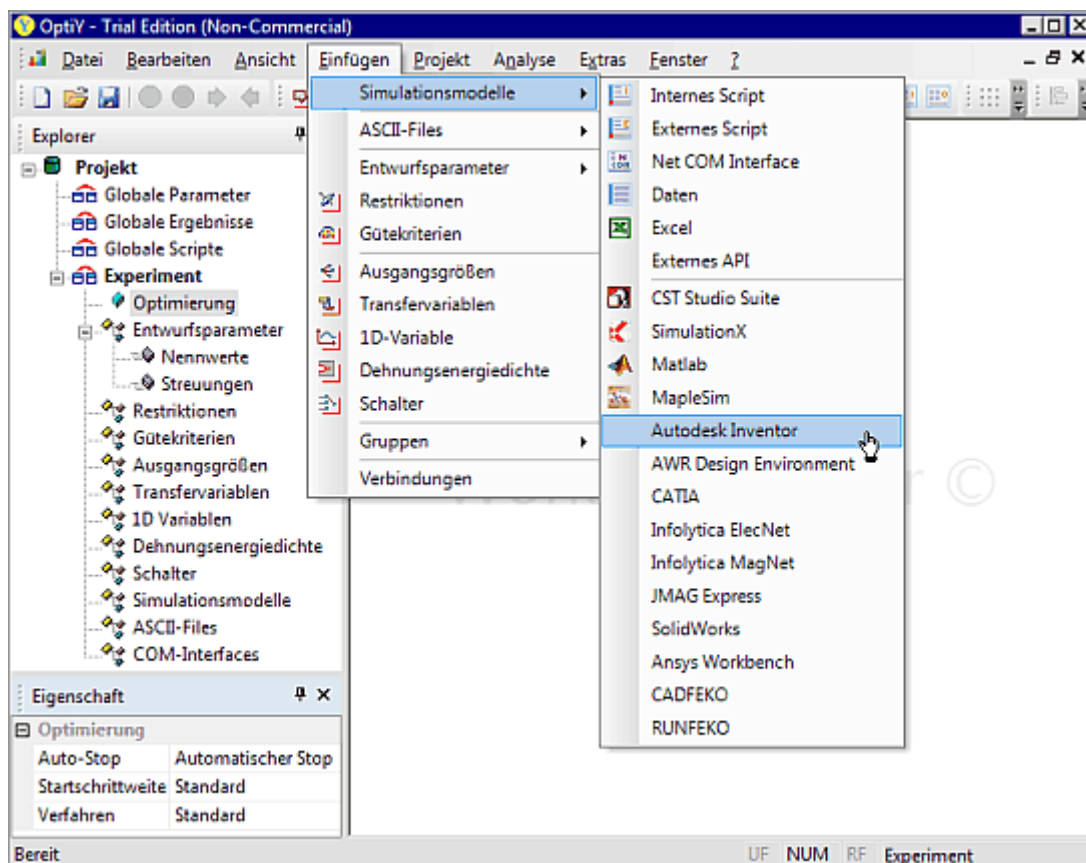 OptiY - Trial Edition (Non-Commercial)
Datei Bearbeiten Ansicht Einfügen Projekt Analyse Extras Fenster ?
Explorer
Projekt
Globale Parameter
Globale Ergebnisse
Globale Scripte
Experiment
Optimierung
Entwurfsparameter
Nennwerte
Streuungen
Restriktionen
Gütekriterien
Ausgangsgrößen
Transfervariablen
1D Variablen
Dehnungsenergiedichte
Schalter
Simulationsmodelle
ASCII-Files
COM-Interfaces
Eigenschaft
Optimierung
Auto-Stop Automatischer Stop
Startschrittweite Standard
Verfahren Standard
Simulationsmodelle
ASCII-Files
Entwurfsparameter
Restriktionen
Gütekriterien
Ausgangsgrößen
Transfervariablen
1D-Variable
Dehnungsenergiedichte
Schalter
Gruppen
Verbindungen
Internes Script
Externes Script
Net COM Interface
Daten
Excel
Externes API
CST Studio Suite
SimulationX
Matlab
MapleSim
Autodesk Inventor
AWR Design Environment
CATIA
Infolytica ElecNet
Infolytica MagNet
JMAG Express
SolidWorks
Ansys Workbench
CADFEKO
RUNFEKO
©
Bereit UF NUM RF Experiment